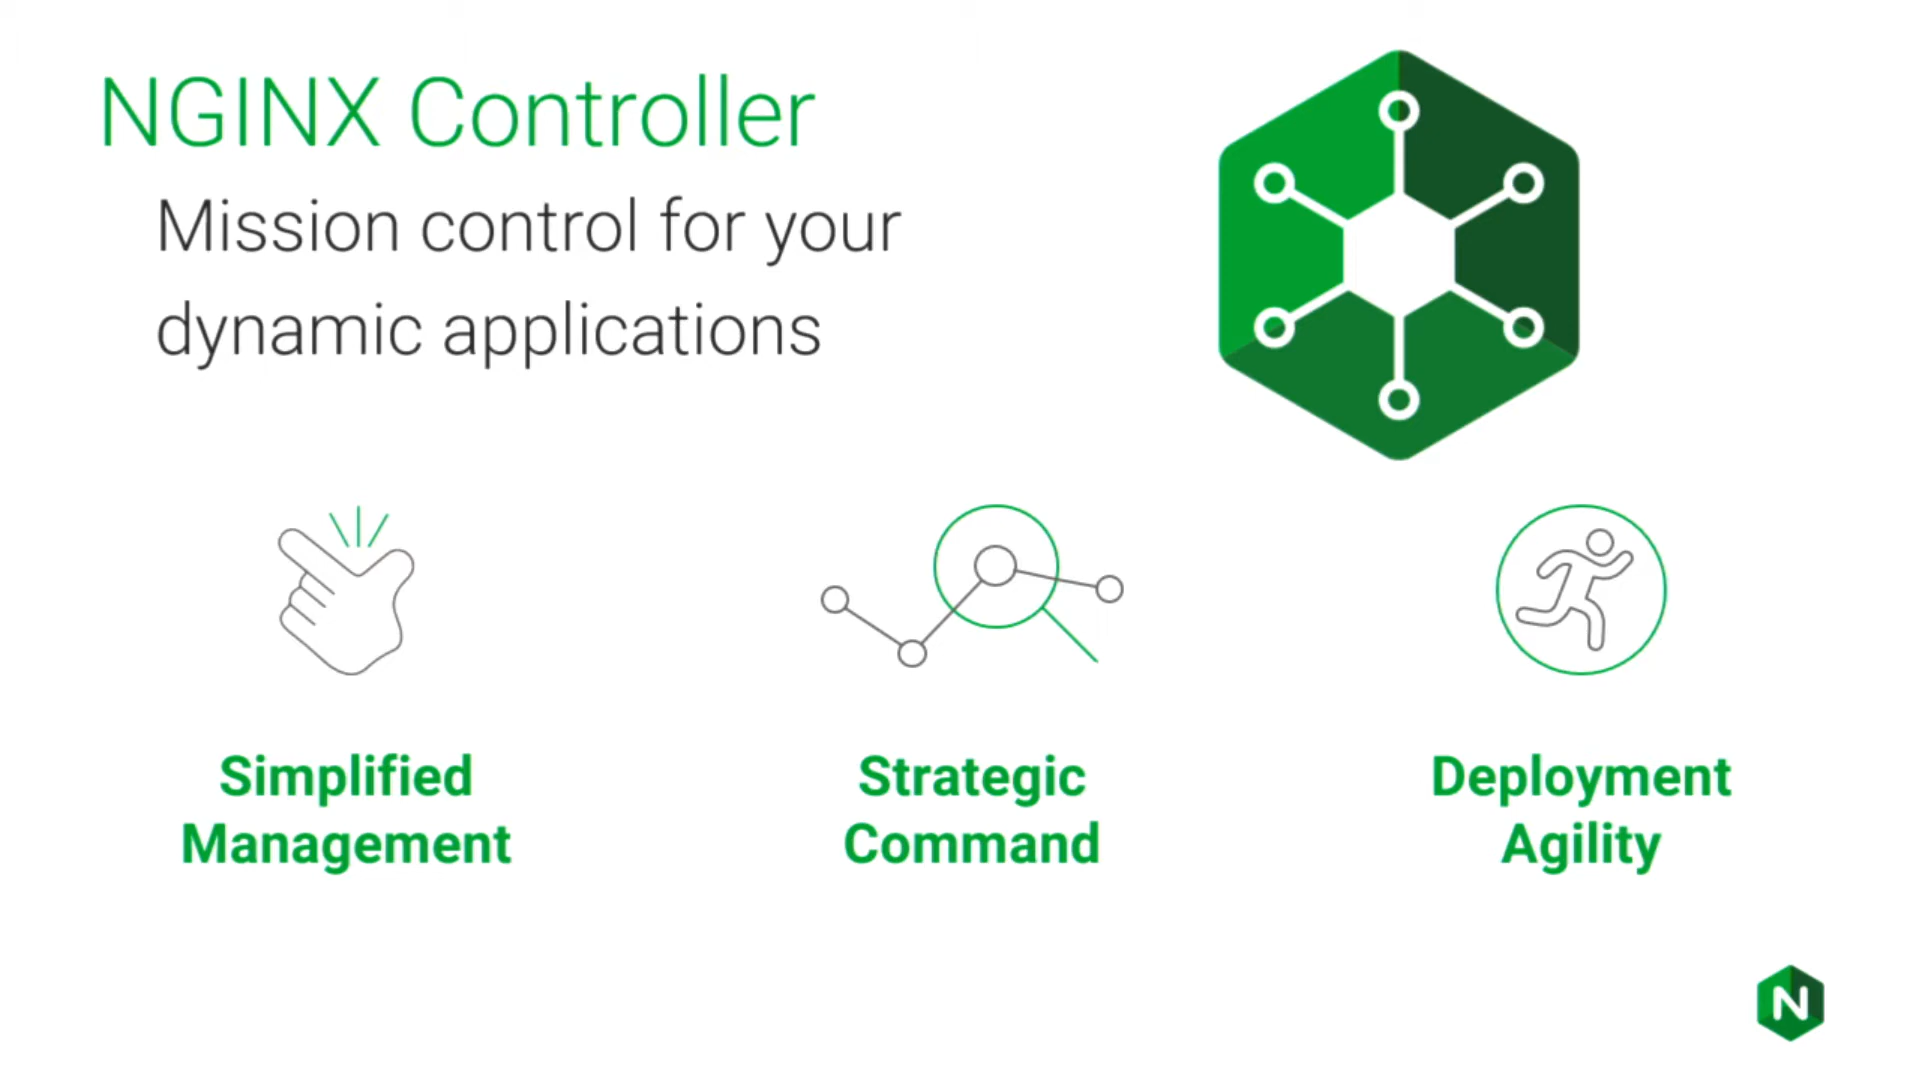 NGINX Controller
Mission control for your
dynamic applications
Simplified
Management
Strategic
Command
Deployment
Agility
N